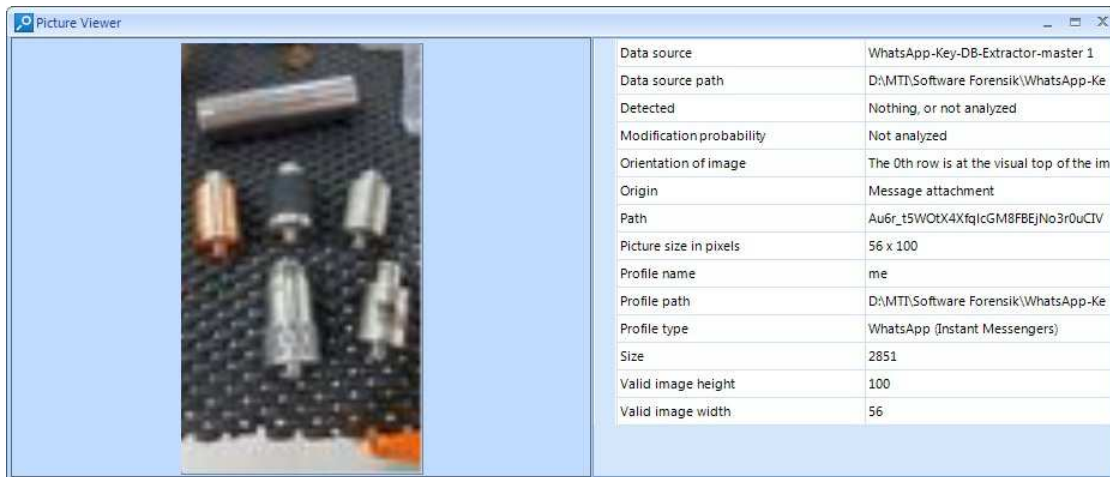 Picture Viewer
Data source WhatsApp-Key-DB-Extractor-master 1
Data source path D:\MTI\Software Forensik\WhatsApp-Ke
Detected Nothing, or not analyzed
Modification probability Not analyzed
Orientation of image The 0th row is at the visual top of the im
Origin Message attachment
Path Au6r_t5WOtX4XfqIcGM8FBEjNo3r0uCIV
Picture size in pixels 56 x 100
Profile name me
Profile path D:\MTI\Software Forensik\WhatsApp-Ke
Profile type WhatsApp (Instant Messengers)
Size 2851
Valid image height 100
Valid image width 56